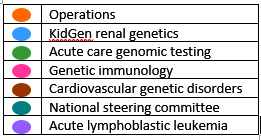 Operations
KidGen renal genetics
Acute care genomic testing
Genetic immunology
Cardiovascular genetic disorders
National steering committee
Acute lymphoblastic leukemia